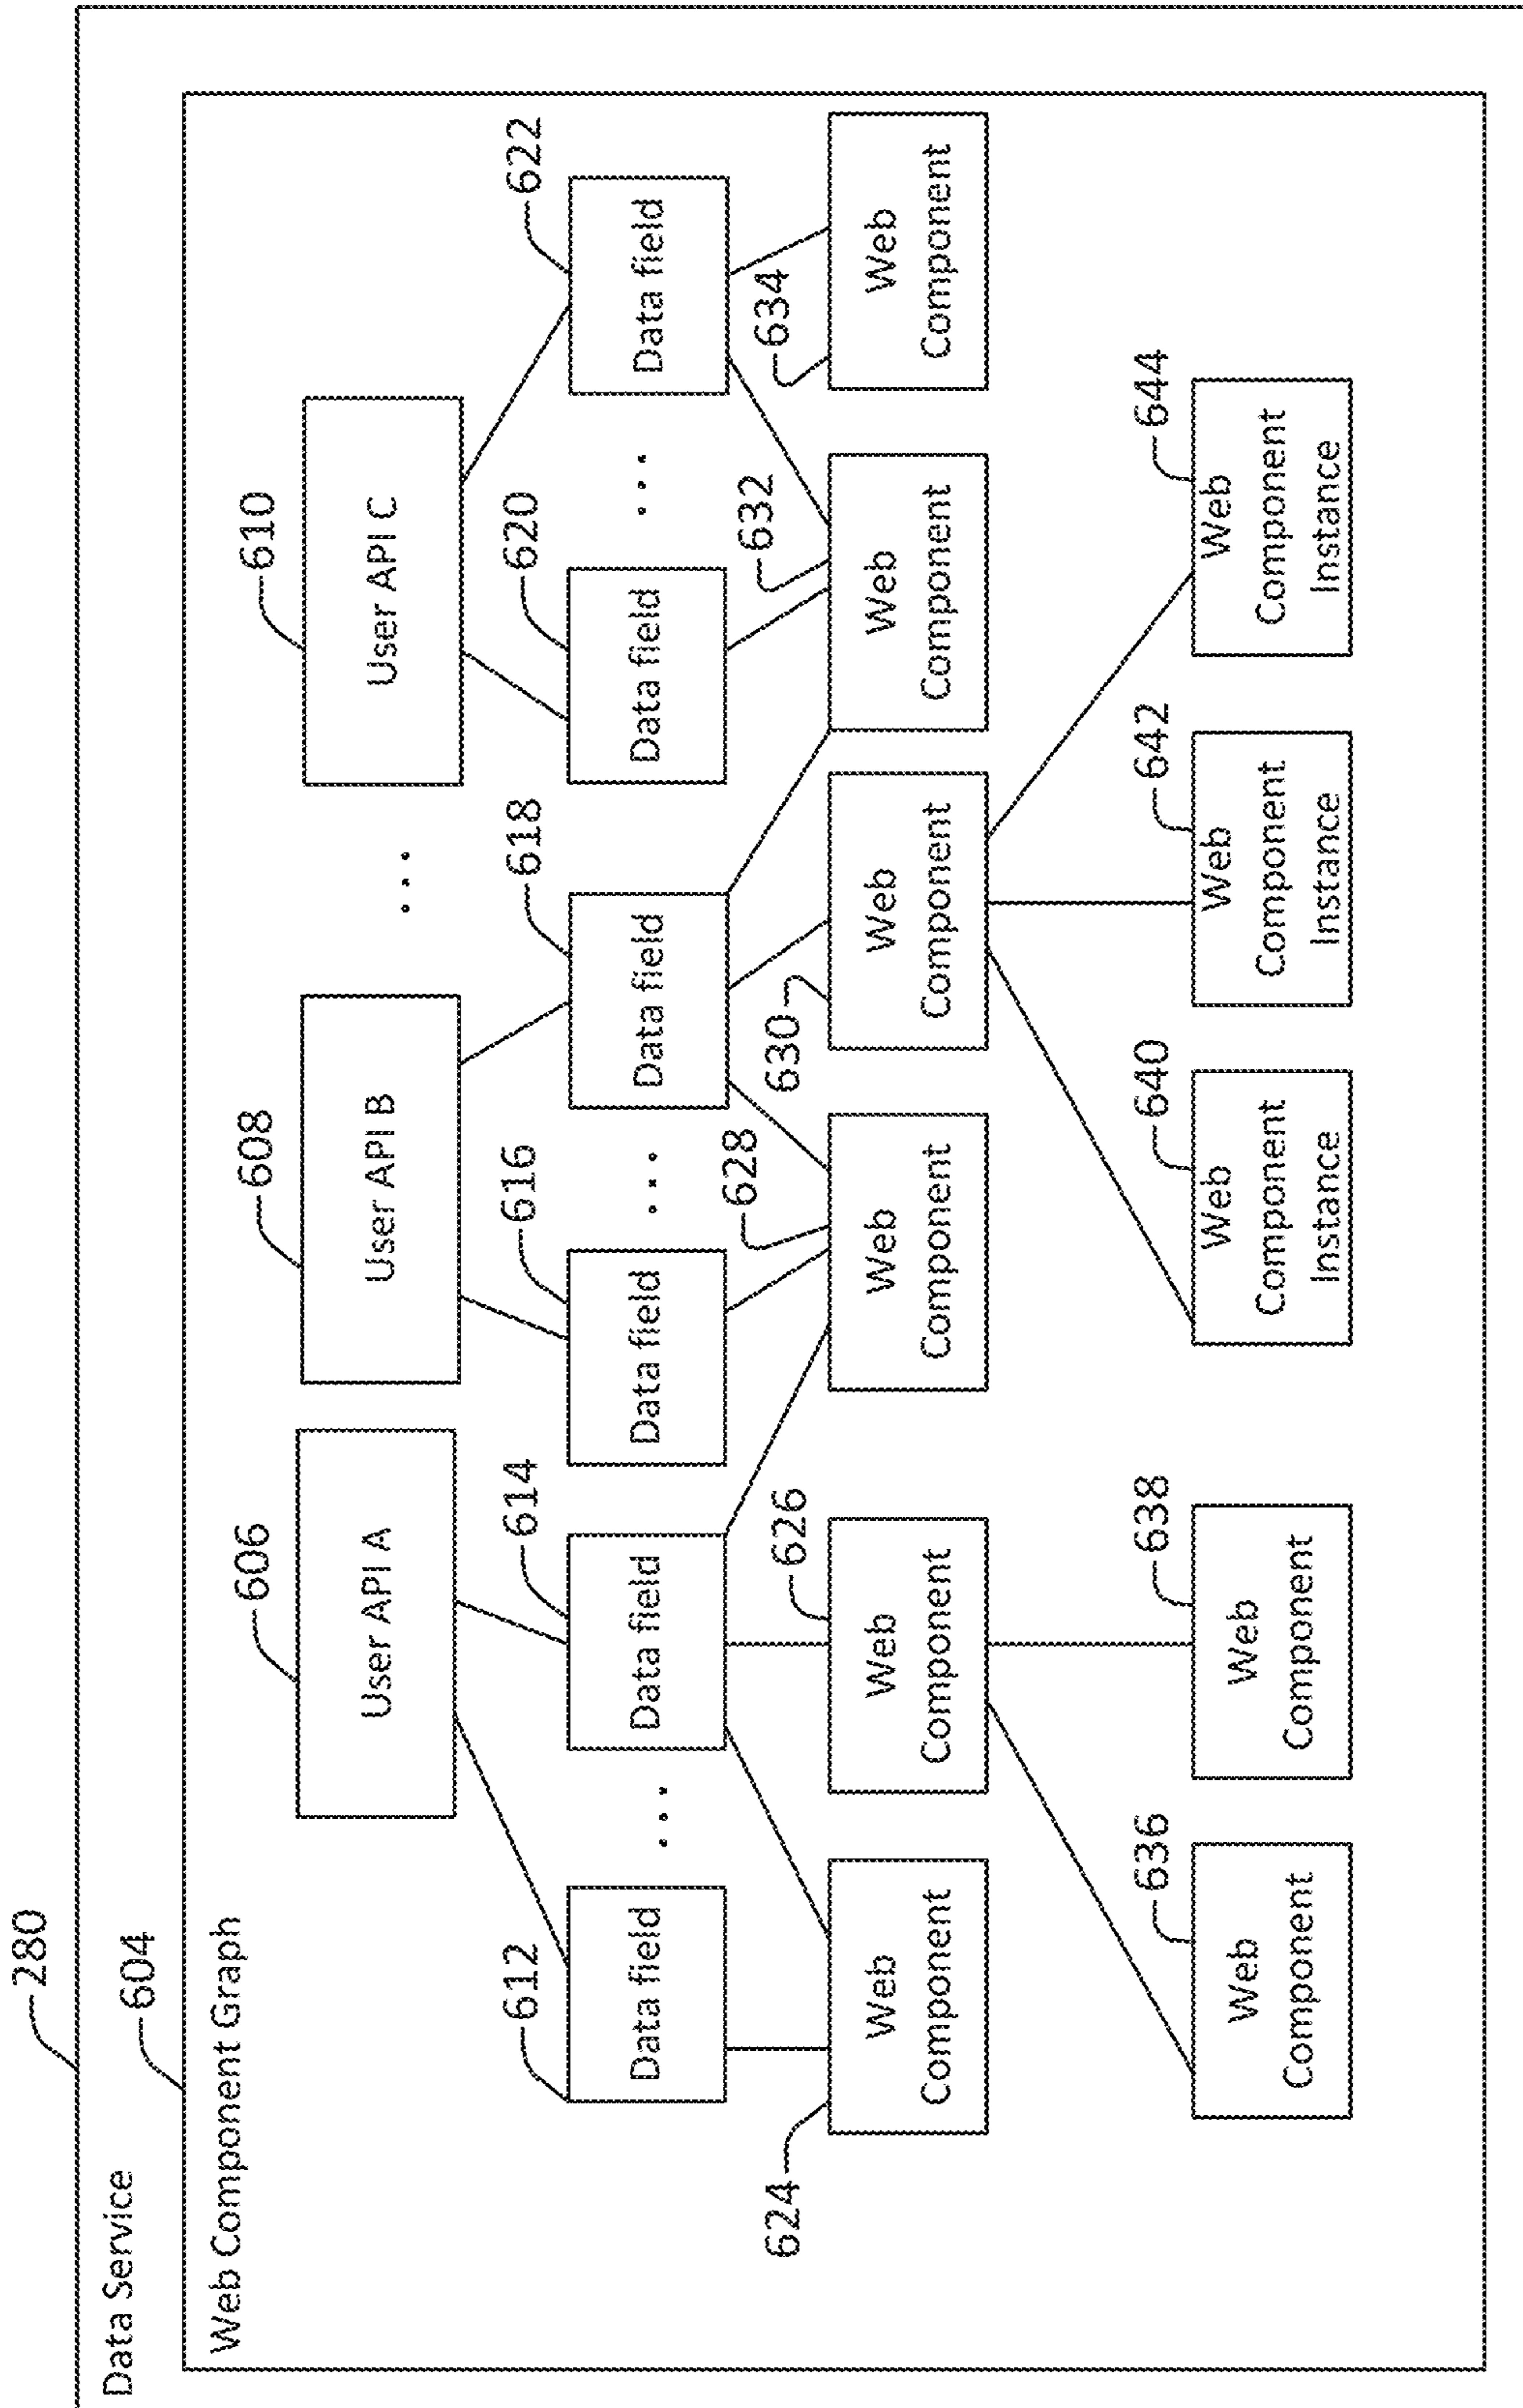 280
Data Service
604
Web Component Graph
606
608
610
User API A
User API B
...
User API C
612
614
616
618
620
622
Data field
...
Data field
Data field
...
Data field
Data field
...
Data field
624
626
628
630
632
634
Web
Component
Web
Component
Web
Component
Web
Component
Web
Component
Web
Component
636
638
640
642
644
Web
Component
Web
Component
Web
Component
Instance
Web
Component
Instance
Web
Component
Instance